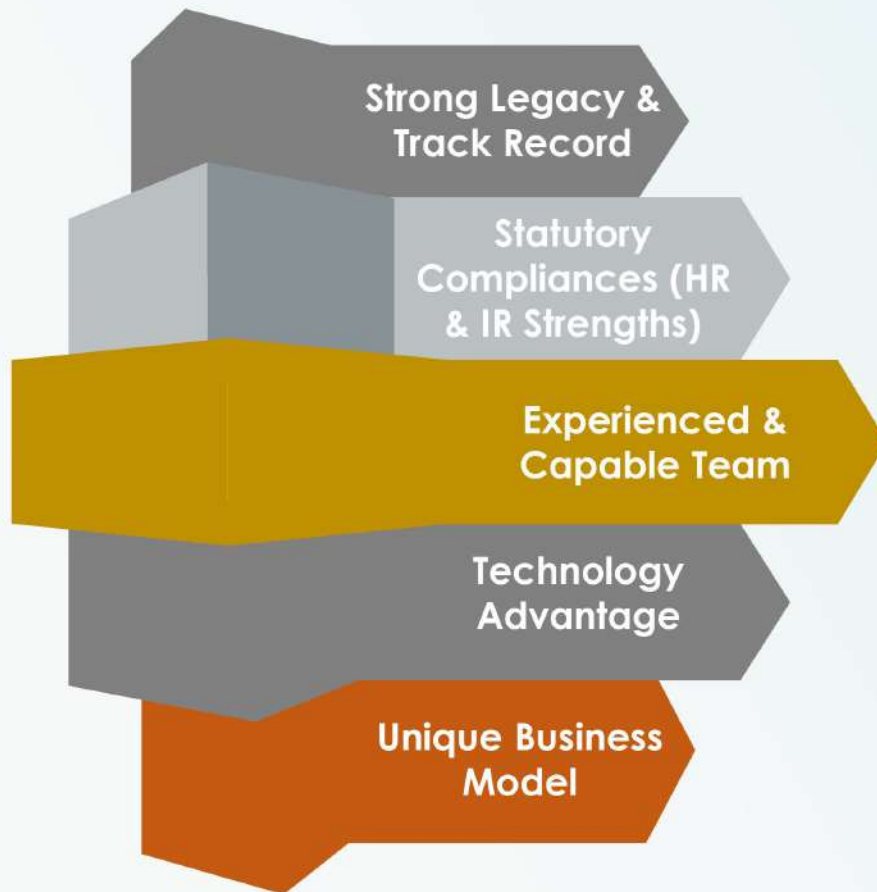 Strong Legacy &
Track Record
Statutory
Compliances (HR
& IR Strengths)
Experienced &
Capable Team
Technology
Advantage
Unique Business
Model